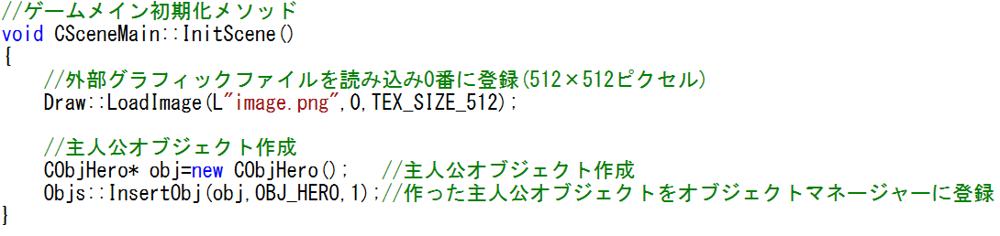 //ゲームメイン初期化メソッド
void CSceneMain::InitScene()
{
//外部グラフィックファイルを読み込み0番に登録(512×512ピクセル)
Draw::LoadImage(L"image.png",0,TEX_SIZE_512);
//主人公オブジェクト作成
CObjHero* obj=new CObjHero(); //主人公オブジェクト作成
Objs::InsertObj(obj,OBJ_HERO,1);//作った主人公オブジェクトをオブジェクトマネージャーに登録
}